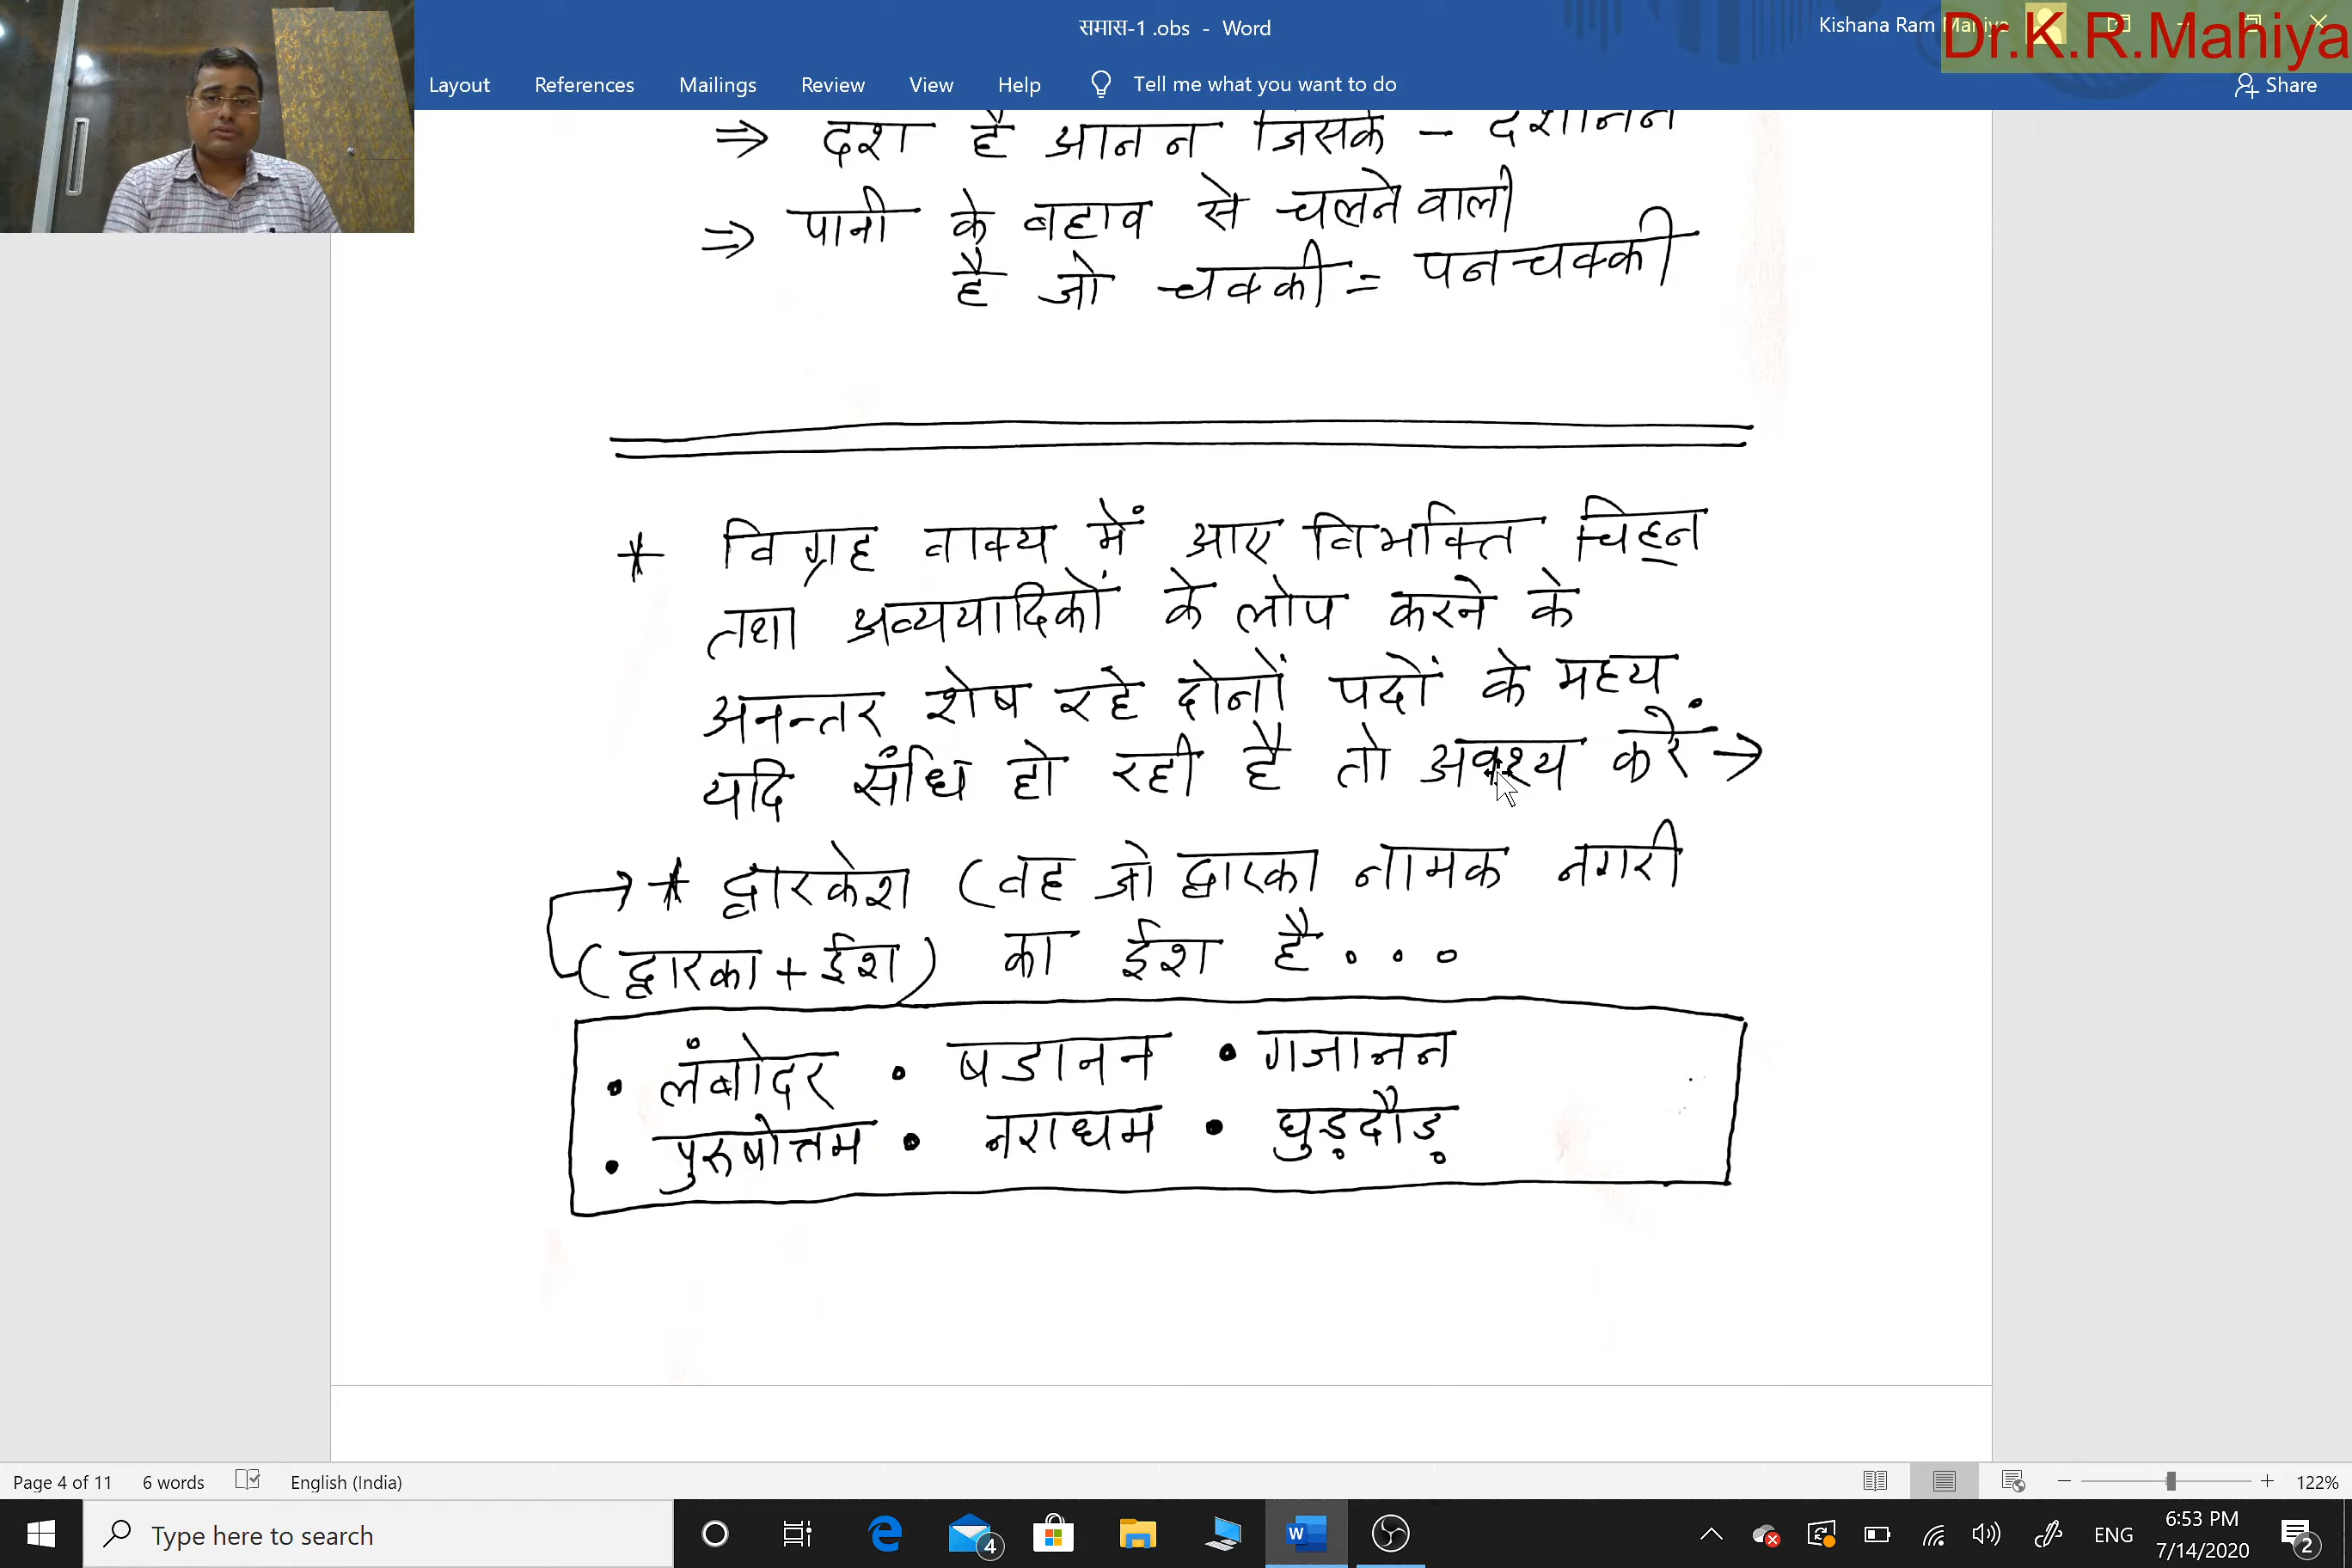 समास-1 .obs - Word
Kishana Ram Mahiya
Dr.K.R.Mahiya
Layout References Mailings Review View Help Tell me what you want to do
Share
⇒ दश है आनन जिसके - दशानन
⇒ पानी के बहाव से चलने वाली
है जो चक्की = पनचक्की
* विग्रह वाक्य में आए विभक्ति चिह्न
तथा अव्ययादिकों के लोप करने के
अनन्तर शेष रहे दोनों पदों के मध्य
यदि संधि हो रही है तो अवश्य करें →
→ * द्वारकेश (वह जो द्वारका नामक नगरी
(द्वारका + ईश) का ईश है...
• लंबोदर • षडानन • गजानन
• पुरुषोत्तम • नराधम • घुड़दौड़
Page 4 of 11 6 words English (India) 122%
Type here to search
4
ENG
6:53 PM
7/14/2020
2